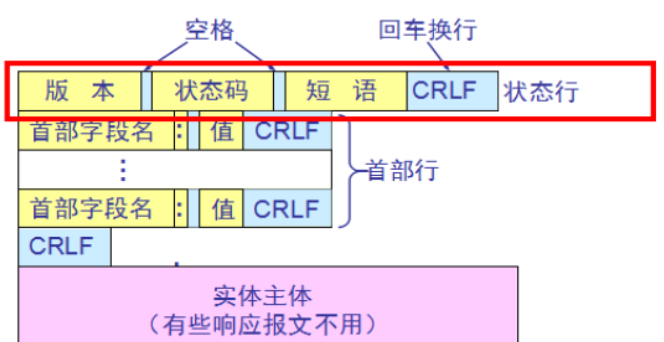 空格 回车换行
版 本 状态码 短 语 CRLF 状态行
首部字段名 : 值 CRLF
⋮ 首部行
首部字段名 : 值 CRLF
CRLF
实体主体
（有些响应报文不用）